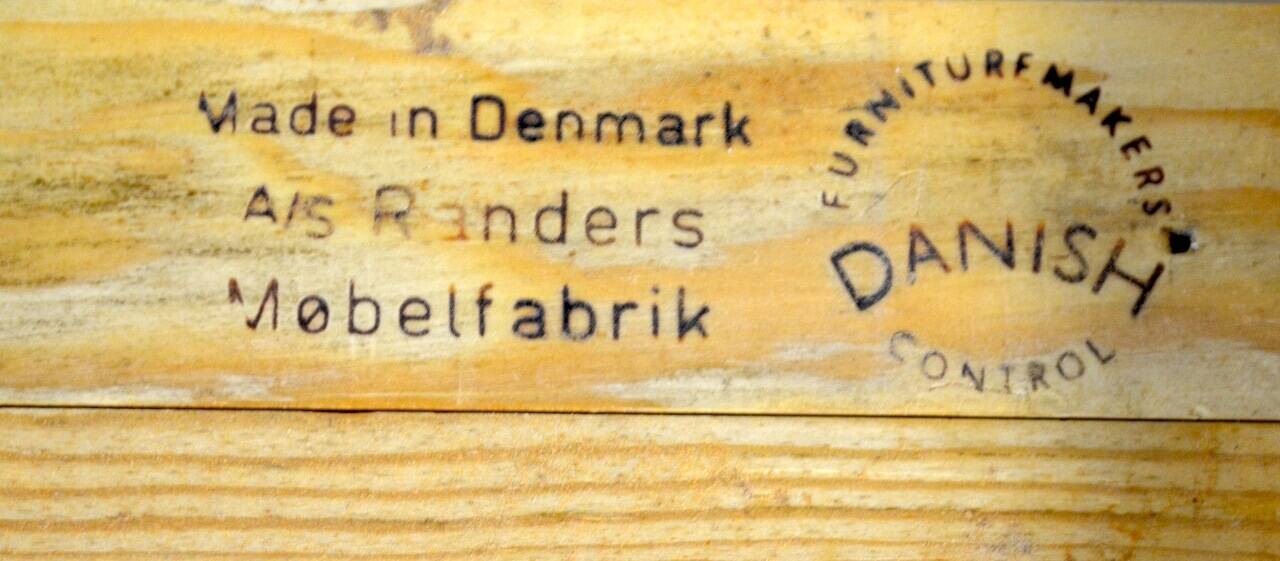 Made in Denmark
A/S Randers
Møbelfabrik
FURNITUREMAKERS
DANISH
CONTROL